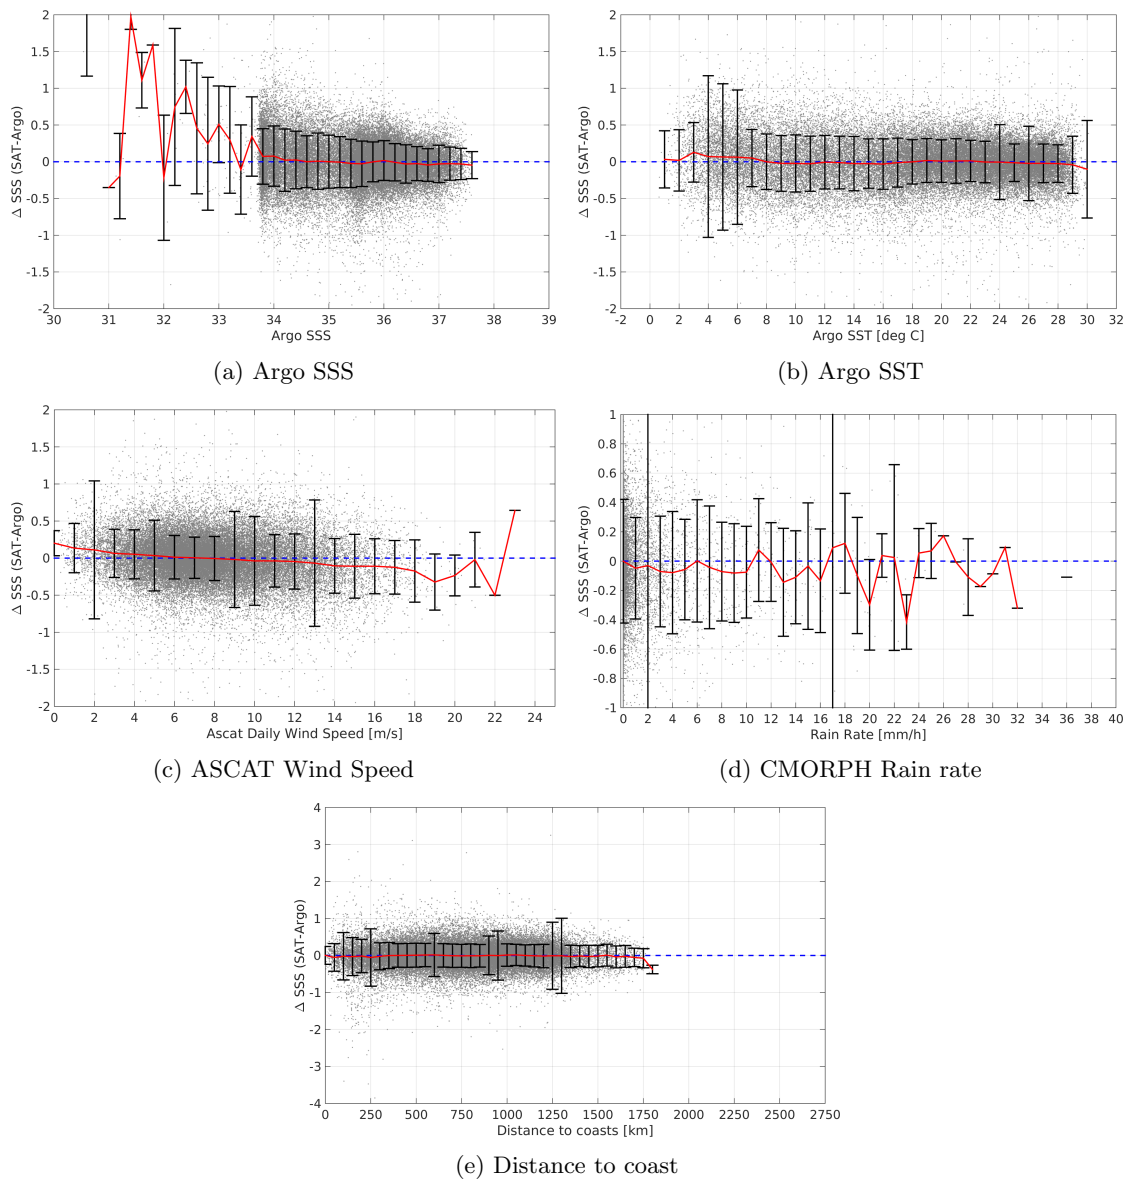 2
1.5
1
0.5
0
-0.5
-1
-1.5
-2
Δ SSS (SAT-Argo)
30 31 32 33 34 35 36 37 38 39
Argo SSS
(a) Argo SSS
2
1.5
1
0.5
0
-0.5
-1
-1.5
-2
Δ SSS (SAT-Argo)
-2 0 2 4 6 8 10 12 14 16 18 20 22 24 26 28 30 32
Argo SST [deg C]
(b) Argo SST
2
1.5
1
0.5
0
-0.5
-1
-1.5
-2
Δ SSS (SAT-Argo)
0 2 4 6 8 10 12 14 16 18 20 22 24
Ascat Daily Wind Speed [m/s]
(c) ASCAT Wind Speed
1
0.8
0.6
0.4
0.2
0
-0.2
-0.4
-0.6
-0.8
-1
Δ SSS (SAT-Argo)
0 2 4 6 8 10 12 14 16 18 20 22 24 26 28 30 32 34 36 38 40
Rain Rate [mm/h]
(d) CMORPH Rain rate
4
3
2
1
0
-1
-2
-3
-4
Δ SSS (SAT-Argo)
0 250 500 750 1000 1250 1500 1750 2000 2250 2500 2750
Distance to coasts [km]
(e) Distance to coast